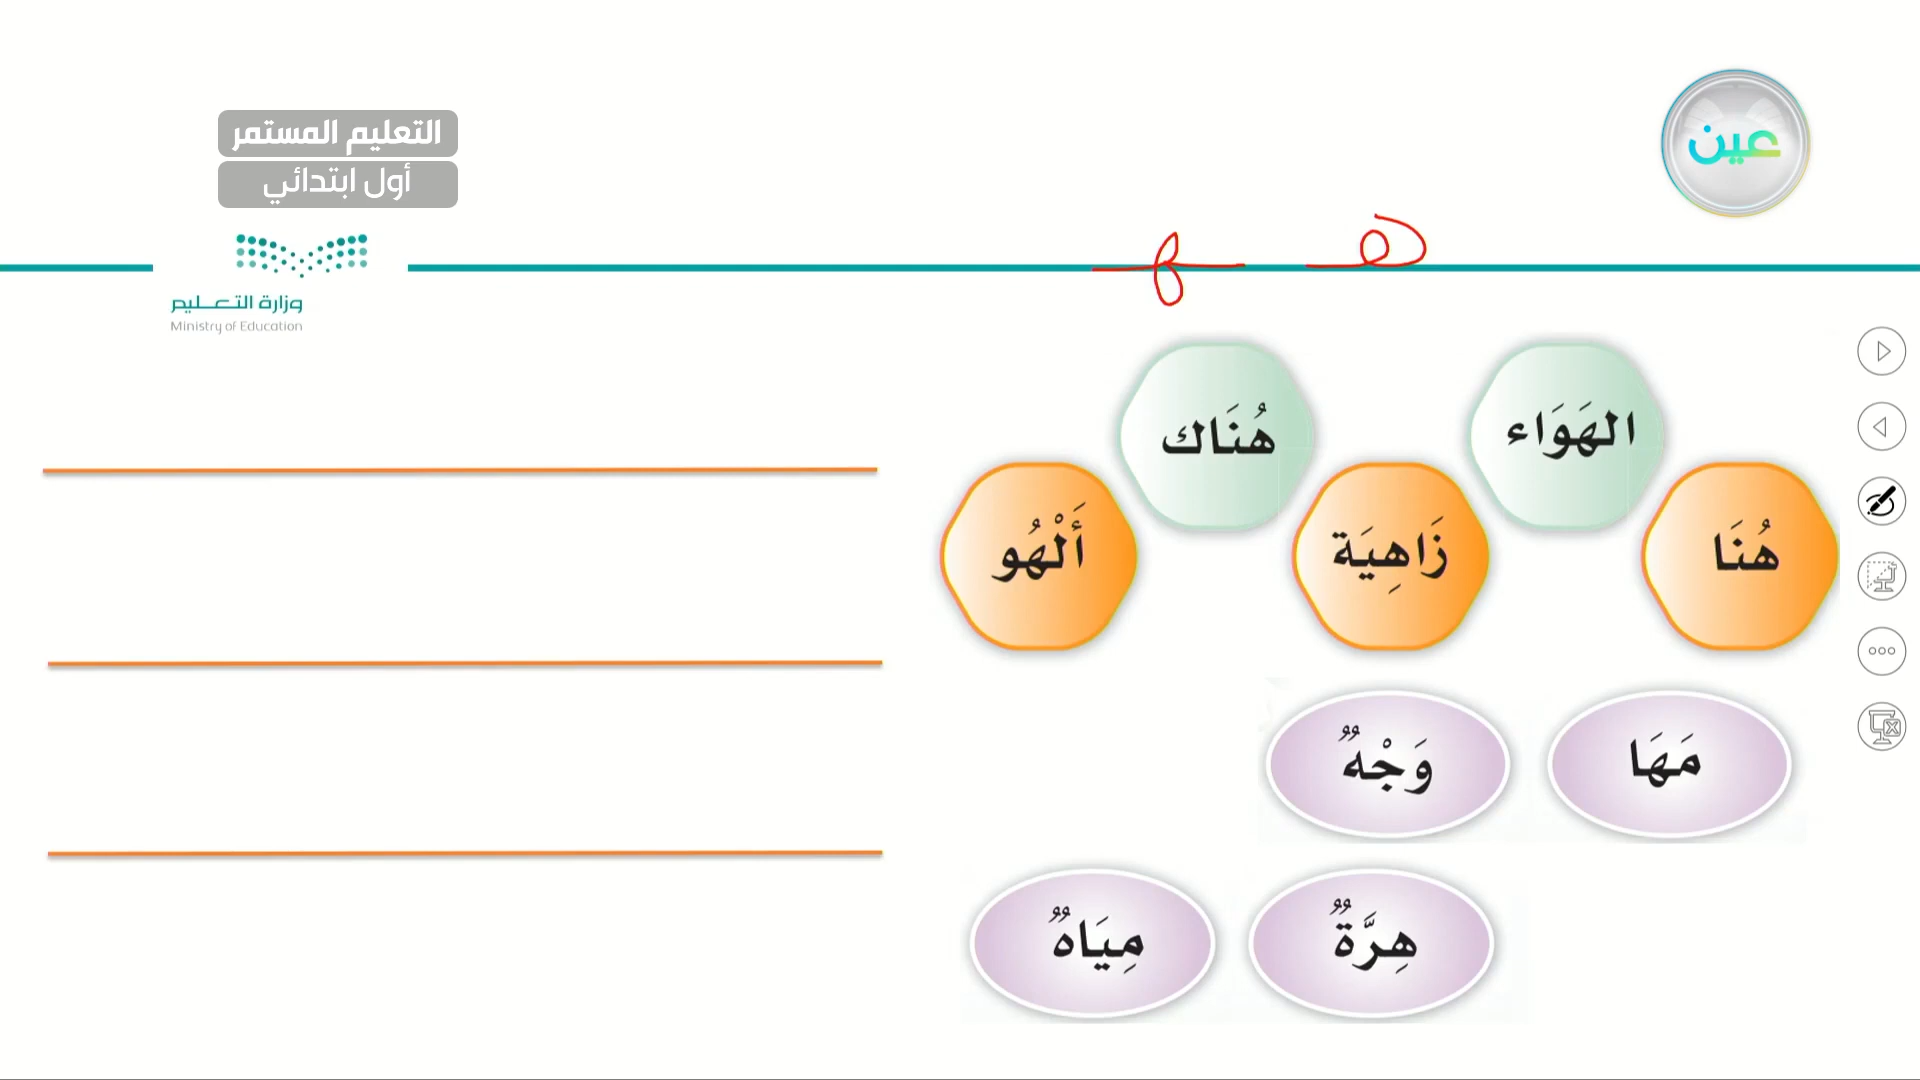 عين
التعليم المستمر
أول ابتدائي
هـ ـهـ
وزارة التعليم
Ministry of Education
الهَوَاء
هُنَاك
هُنَا
زَاهِيَة
أَلْهُو
مَهَا
وَجْهٌ
هِرَّةٌ
مِيَاهٌ